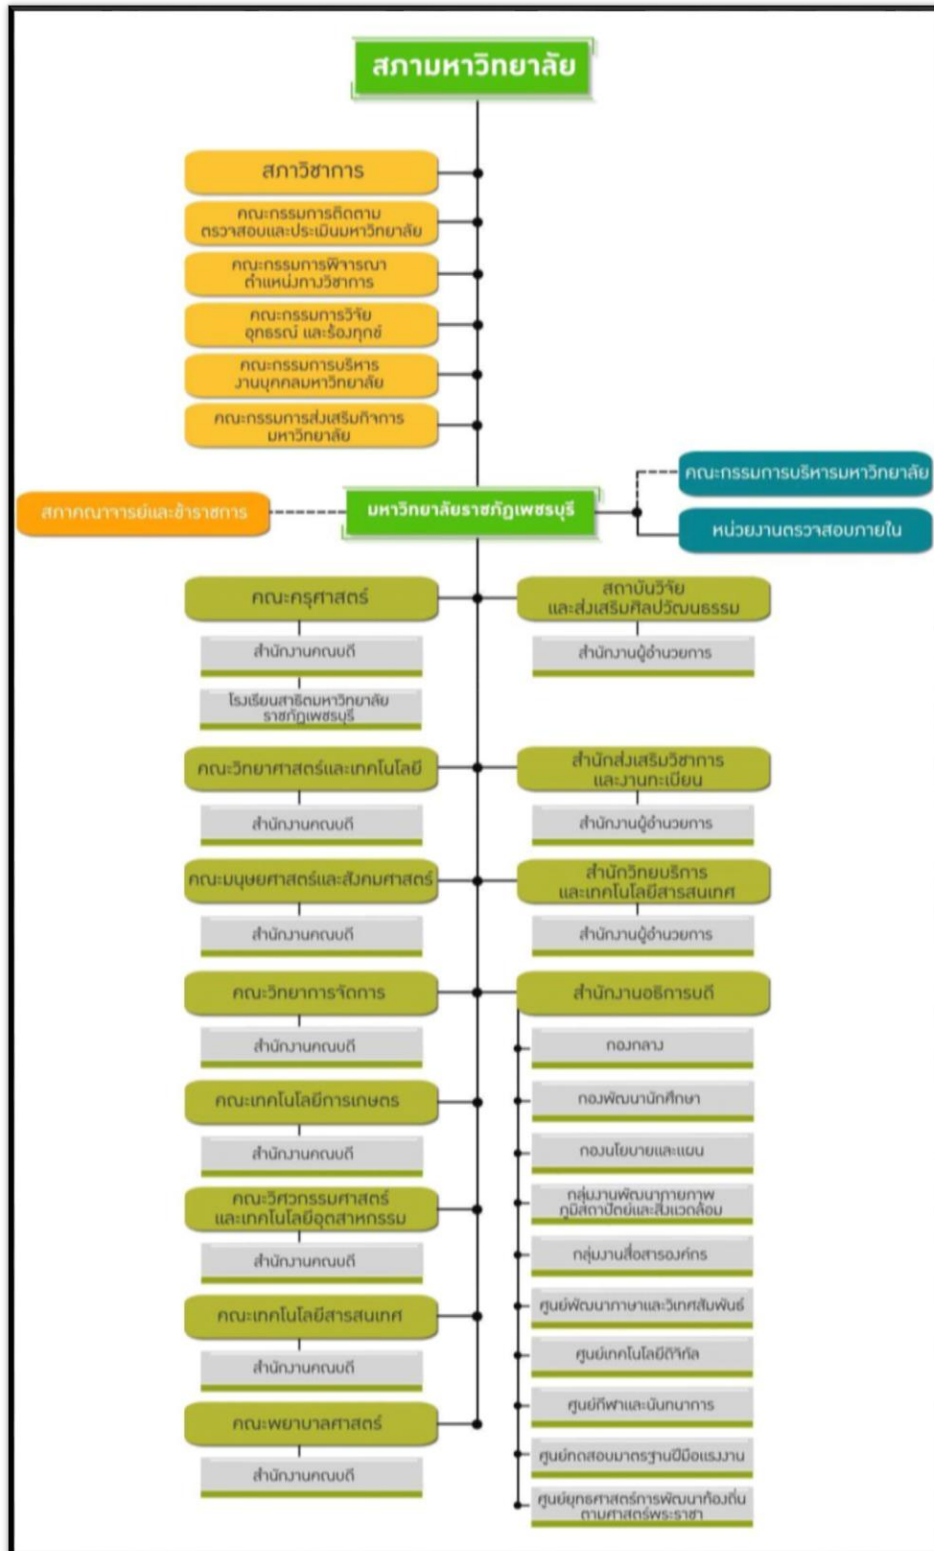 สภามหาวิทยาลัย
สภาวิชาการ
คณะกรรมการติดตาม
ตรวจสอบและประเมินมหาวิทยาลัย
คณะกรรมการพิจารณา
ตำแหน่งทางวิชาการ
คณะกรรมการวิจัย
อุทธรณ์ และร้องทุกข์
คณะกรรมการบริหาร
งานบุคคลมหาวิทยาลัย
คณะกรรมการส่งเสริมกิจการ
มหาวิทยาลัย
คณะกรรมการบริหารมหาวิทยาลัย
สภาคณาจารย์และข้าราชการ
มหาวิทยาลัยราชภัฏเพชรบุรี
หน่วยงานตรวจสอบภายใน
คณะครุศาสตร์
สำนักงานคณบดี
โรงเรียนสาธิตมหาวิทยาลัย
ราชภัฏเพชรบุรี
คณะวิทยาศาสตร์และเทคโนโลยี
สำนักงานคณบดี
คณะมนุษยศาสตร์และสังคมศาสตร์
สำนักงานคณบดี
คณะวิทยาการจัดการ
สำนักงานคณบดี
คณะเทคโนโลยีการเกษตร
สำนักงานคณบดี
คณะวิศวกรรมศาสตร์
และเทคโนโลยีอุตสาหกรรม
สำนักงานคณบดี
คณะเทคโนโลยีสารสนเทศ
สำนักงานคณบดี
คณะพยาบาลศาสตร์
สำนักงานคณบดี
สถาบันวิจัย
และส่งเสริมศิลปวัฒนธรรม
สำนักงานผู้อำนวยการ
สำนักส่งเสริมวิชาการ
และงานทะเบียน
สำนักงานผู้อำนวยการ
สำนักวิทยบริการ
และเทคโนโลยีสารสนเทศ
สำนักงานผู้อำนวยการ
สำนักงานอธิการบดี
กองกลาง
กองพัฒนานักศึกษา
กองนโยบายและแผน
กลุ่มงานพัฒนากายภาพ
ภูมิสถาปัตย์และสิ่งแวดล้อม
กลุ่มงานสื่อสารองค์กร
ศูนย์พัฒนาภาษาและวิเทศสัมพันธ์
ศูนย์เทคโนโลยีดิจิทัล
ศูนย์กีฬาและนันทนาการ
ศูนย์ทดสอบมาตรฐานฝีมือแรงงาน
ศูนย์ยุทธศาสตร์การพัฒนาท้องถิ่น
ตามศาสตร์พระราชา